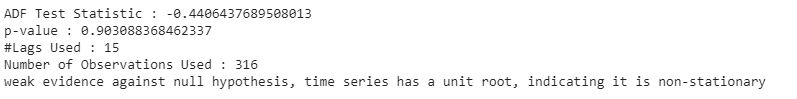 ADF Test Statistic : -0.4406437689508013
p-value : 0.903088368462337
#Lags Used : 15
Number of Observations Used : 316
weak evidence against null hypothesis, time series has a unit root, indicating it is non-stationary